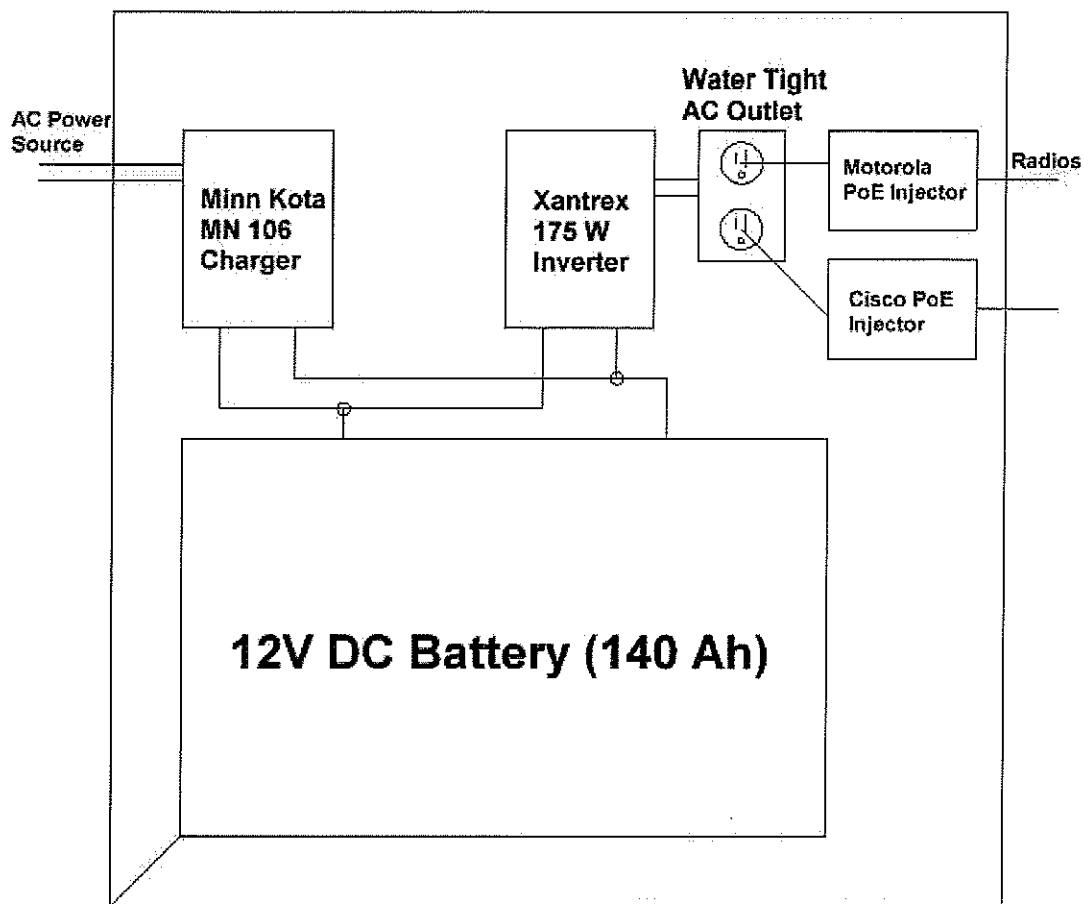 AC Power
Source
Minn Kota
MN 106
Charger
Xantrex
175 W
Inverter
Water Tight
AC Outlet
Motorola
PoE Injector
Radios
Cisco PoE
Injector
12V DC Battery (140 Ah)